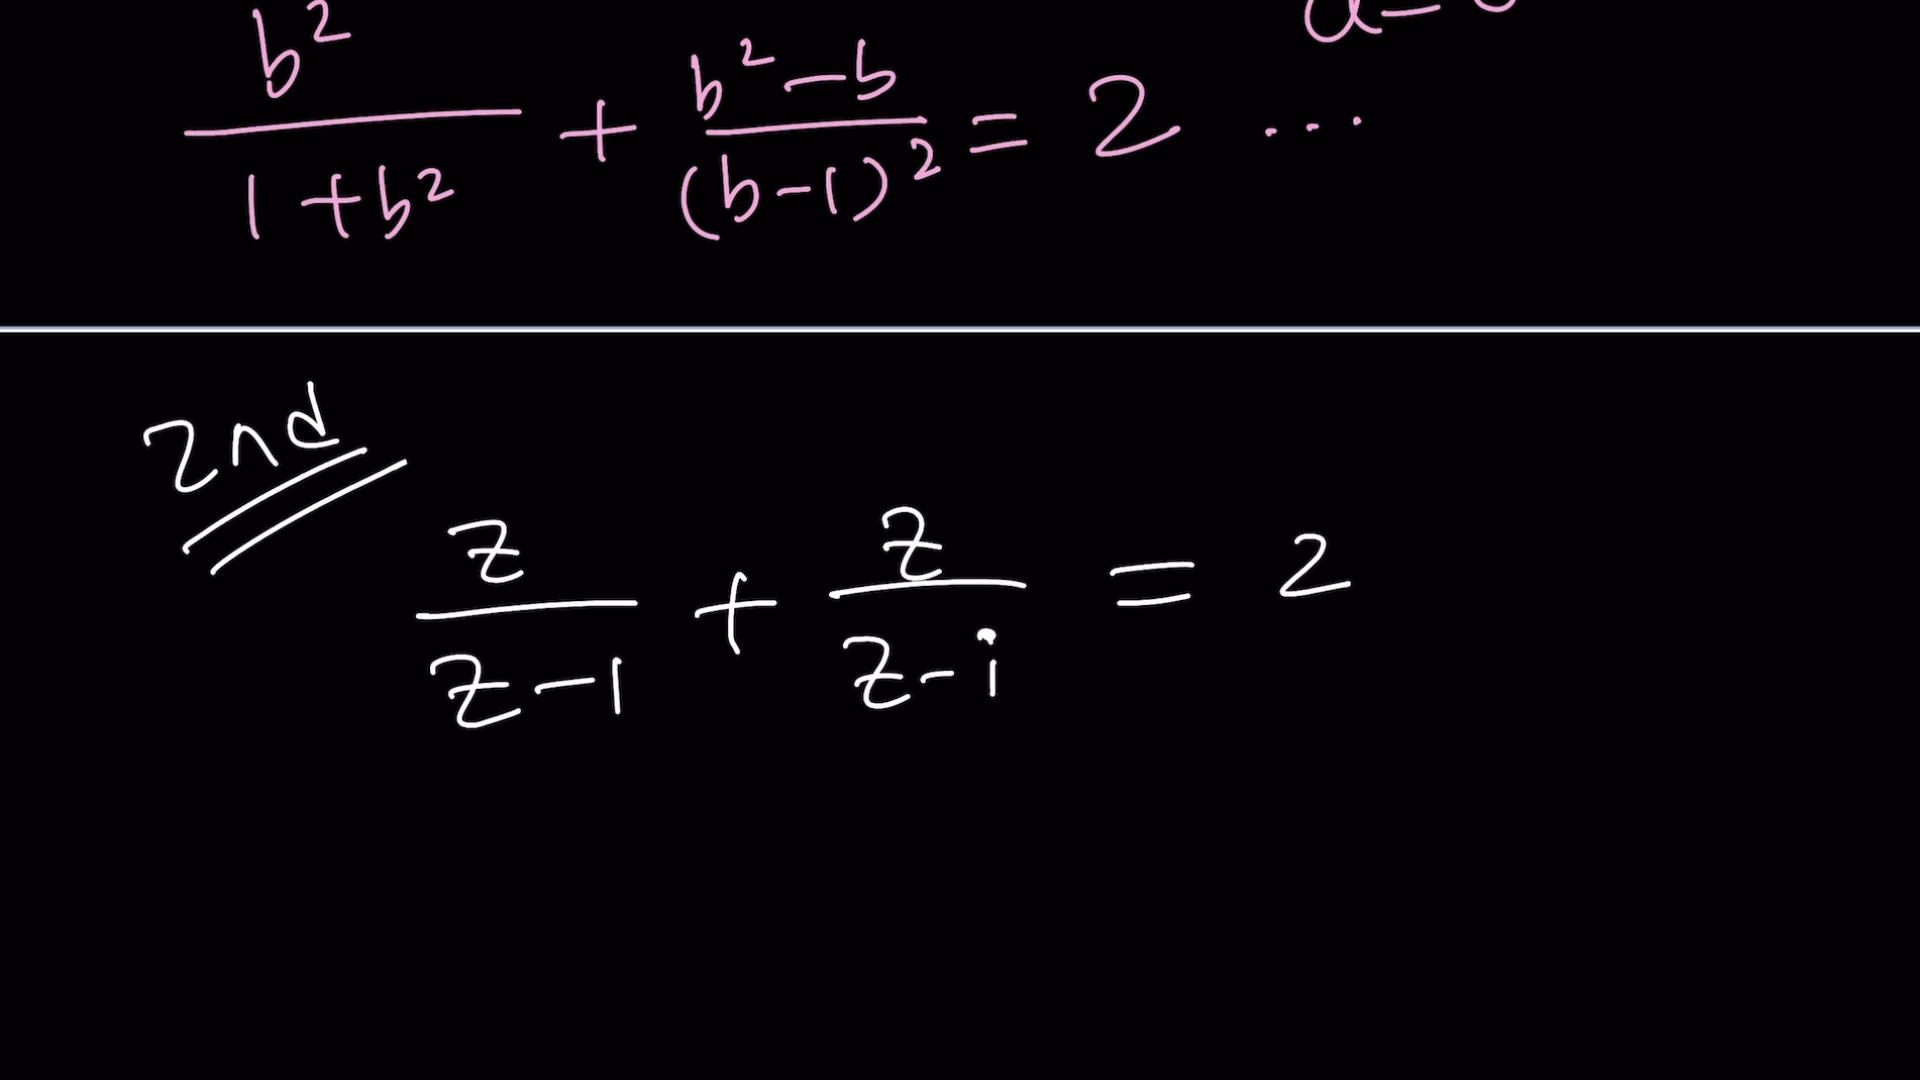 b²/(1+b²) + (b²-b)/(b-1)² = 2 ...
2nd
z/(z-1) + z/(z-i) = 2